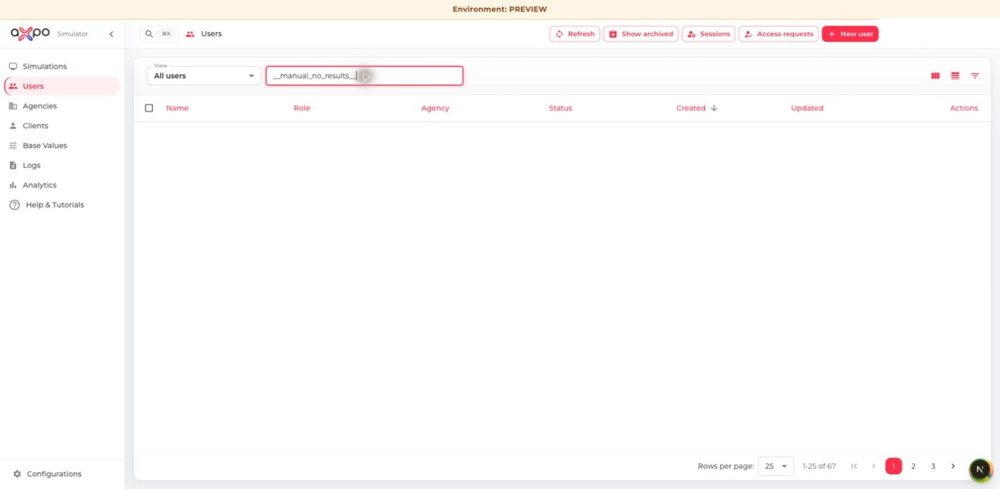 Environment: PREVIEW
axpo Simulator
⌘K Users
Refresh Show archived Sessions Access requests + New user
Simulations
Users
Agencies
Clients
Base Values
Logs
Analytics
Help & Tutorials
Configurations
View
All users
__manual_no_results__
Name Role Agency Status Created Updated Actions
Rows per page: 25 1-25 of 67 1 2 3
N